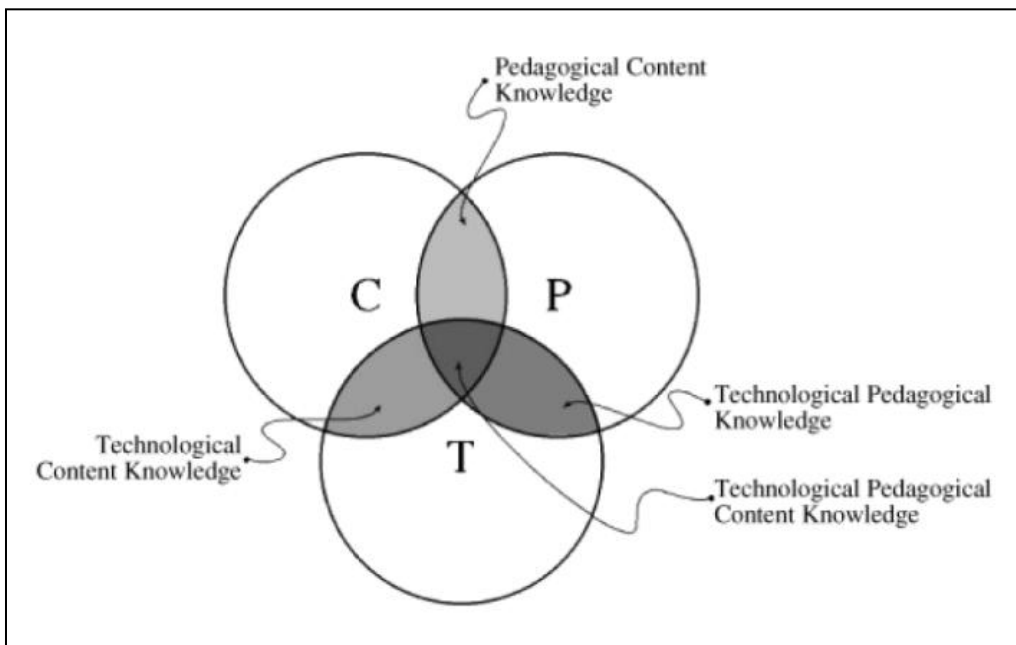 Pedagogical Content
Knowledge
C
P
Technological Pedagogical
Knowledge
Technological
Content Knowledge
T
Technological Pedagogical
Content Knowledge